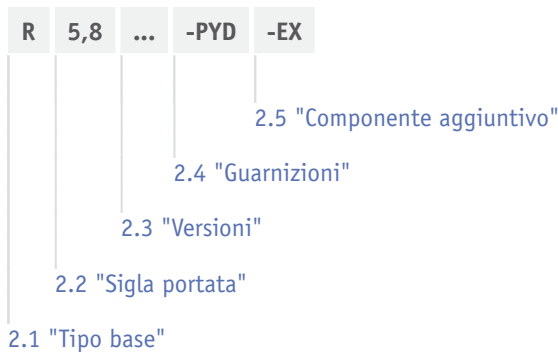 R 5,8 ... -PYD -EX
2.5 "Componente aggiuntivo"
2.4 "Guarnizioni"
2.3 "Versioni"
2.2 "Sigla portata"
2.1 "Tipo base"